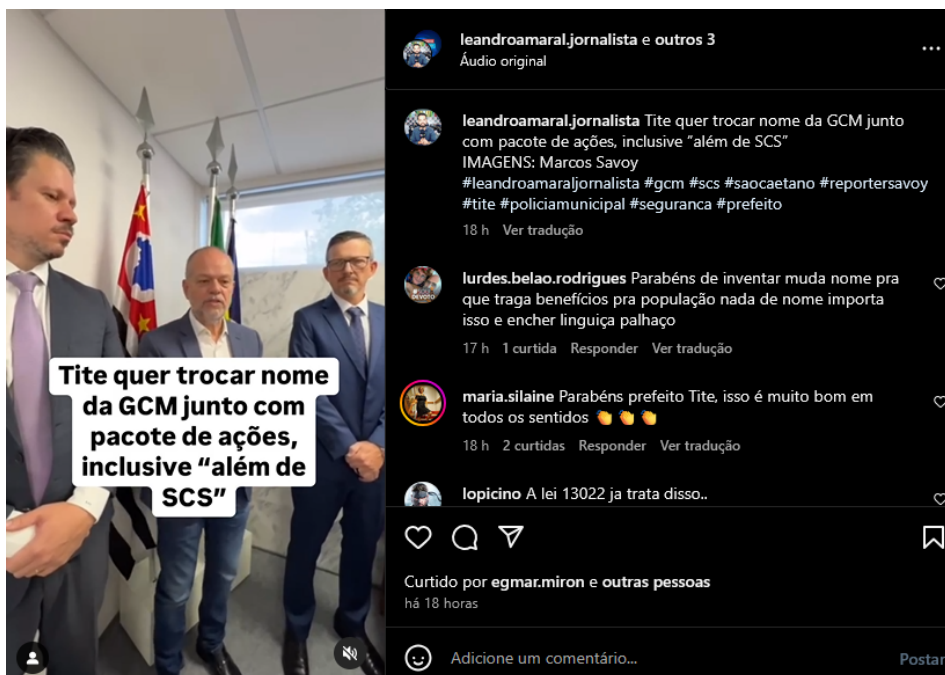 leandroamaral.jornalista e outros 3
Áudio original
leandroamaral.jornalista Tite quer trocar nome da GCM junto
com pacote de ações, inclusive "além de SCS"
IMAGENS: Marcos Savoy
#leandroamaraljornalista #gcm #scs #saocaetano #reportersavoy
#tite #policiamunicipal #seguranca #prefeito
18 h Ver tradução
lurdes.belao.rodrigues Parabéns de inventar muda nome pra
que traga benefícios pra população nada de nome importa
isso e encher linguiça palhaço
17 h 1 curtida Responder Ver tradução
maria.silaine Parabéns prefeito Tite, isso é muito bom em
todos os sentidos 👏👏👏
18 h 2 curtidas Responder Ver tradução
lopicino A lei 13022 ja trata disso..
Curtido por egmar.miron e outras pessoas
há 18 horas
Adicione um comentário...
Postar
Tite quer trocar nome
da GCM junto com
pacote de ações,
inclusive “além de
SCS”